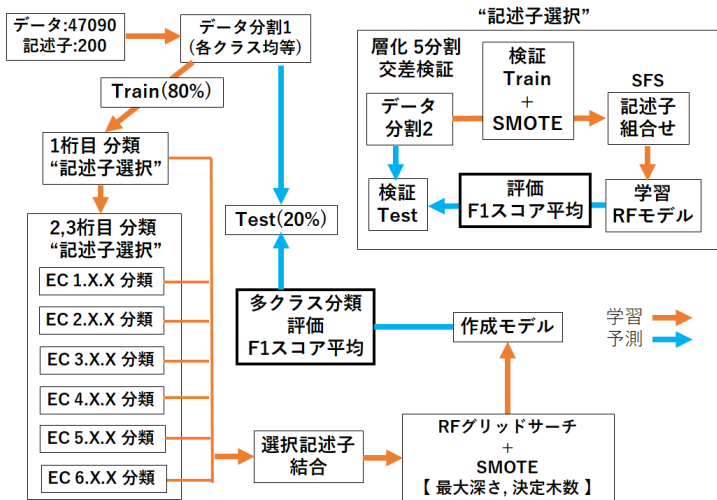 データ:47090
記述子:200
データ分割1
(各クラス均等)
Train(80%)
1桁目 分類
“記述子選択”
2,3桁目 分類
“記述子選択”
EC 1.X.X 分類
EC 2.X.X 分類
EC 3.X.X 分類
EC 4.X.X 分類
EC 5.X.X 分類
EC 6.X.X 分類
Test(20%)
多クラス分類
評価
F1スコア平均
作成モデル
選択記述子
結合
RFグリッドサーチ
+
SMOTE
【 最大深さ, 決定木数 】
学習
予測
“記述子選択”
層化 5分割
交差検証
データ
分割2
検証
Train
+
SMOTE
SFS
記述子
組合せ
学習
RFモデル
評価
F1スコア平均
検証
Test